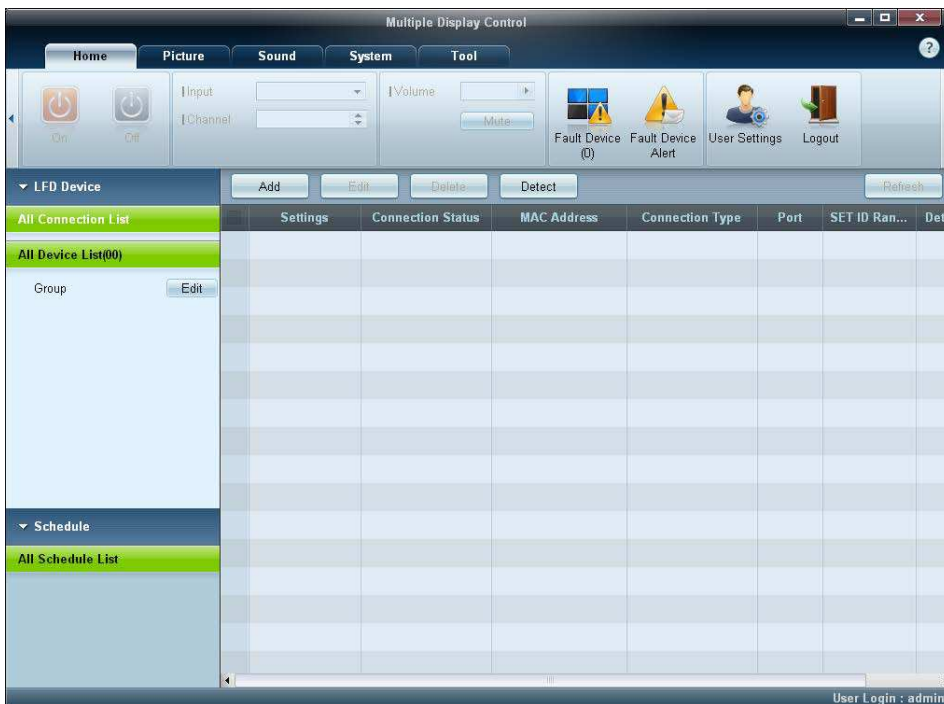 Multiple Display Control
Home Picture Sound System Tool
?
Input
Volume
Channel
Mute
On Off
Fault Device (0)
Fault Device Alert
User Settings
Logout
LFD Device
Add Edit Delete Detect Refresh
All Connection List
Settings Connection Status MAC Address Connection Type Port SET ID Ran... Det
All Device List(00)
Group Edit
Schedule
All Schedule List
User Login : admin